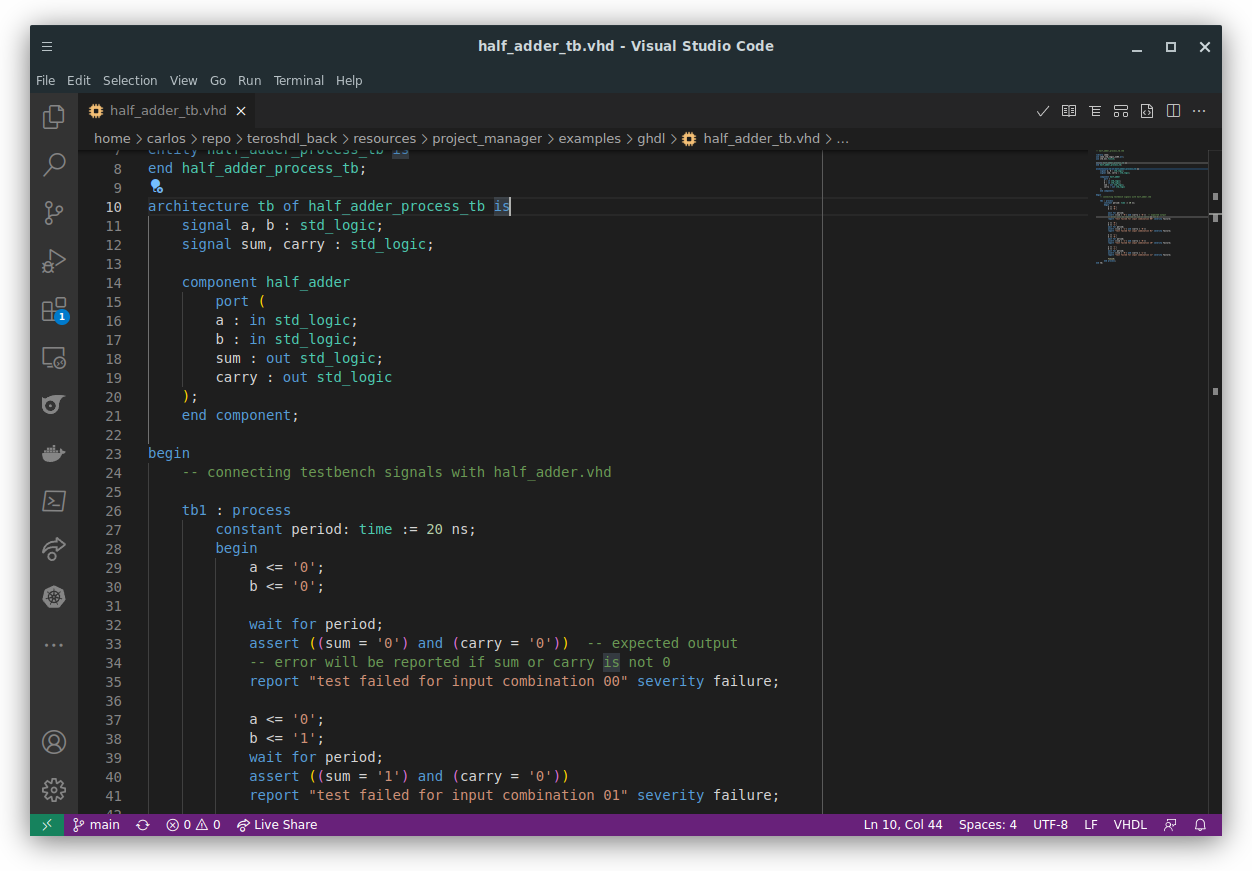 half_adder_tb.vhd - Visual Studio Code
File Edit Selection View Go Run Terminal Help
half_adder_tb.vhd
home > carlos > repo > teroshdl_back > resources > project_manager > examples > ghdl > half_adder_tb.vhd > ...
7 entity half_adder_process_tb is
8 end half_adder_process_tb;
9
10 architecture tb of half_adder_process_tb is
11 signal a, b : std_logic;
12 signal sum, carry : std_logic;
13
14 component half_adder
15 port (
16 a : in std_logic;
17 b : in std_logic;
18 sum : out std_logic;
19 carry : out std_logic
20 );
21 end component;
22
23 begin
24 -- connecting testbench signals with half_adder.vhd
25
26 tb1 : process
27 constant period: time := 20 ns;
28 begin
29 a <= '0';
30 b <= '0';
31
32 wait for period;
33 assert ((sum = '0') and (carry = '0')) -- expected output
34 -- error will be reported if sum or carry is not 0
35 report "test failed for input combination 00" severity failure;
36
37 a <= '0';
38 b <= '1';
39 wait for period;
40 assert ((sum = '1') and (carry = '0'))
41 report "test failed for input combination 01" severity failure;
42
1
main 0 0 Live Share Ln 10, Col 44 Spaces: 4 UTF-8 LF VHDL